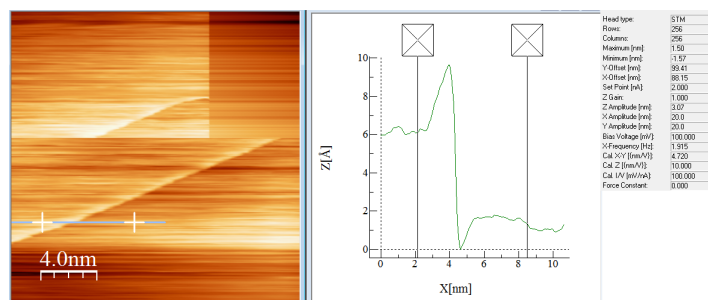 4.0nm
10
8
6
4
2
0
Z[Å]
0 2 4 6 8 10
X[nm]
Head type: STM
Rows: 256
Columns: 256
Maximum [nm]: 1.50
Minimum [nm]: -1.57
Y-Offset [nm]: 99.41
X-Offset [nm]: 88.15
Set Point [nA]: 2.000
Z Gain: 1.000
Z Amplitude [nm]: 3.07
X Amplitude [nm]: 20.0
Y Amplitude [nm]: 20.0
Bias Voltage [mV]: 100.000
X-Frequency [Hz]: 1.915
Cal. X-Y [(nm/V)]: 4.720
Cal. Z [(nm/V)]: 10.000
Cal. I/V [mV/nA]: 100.000
Force Constant: 0.000